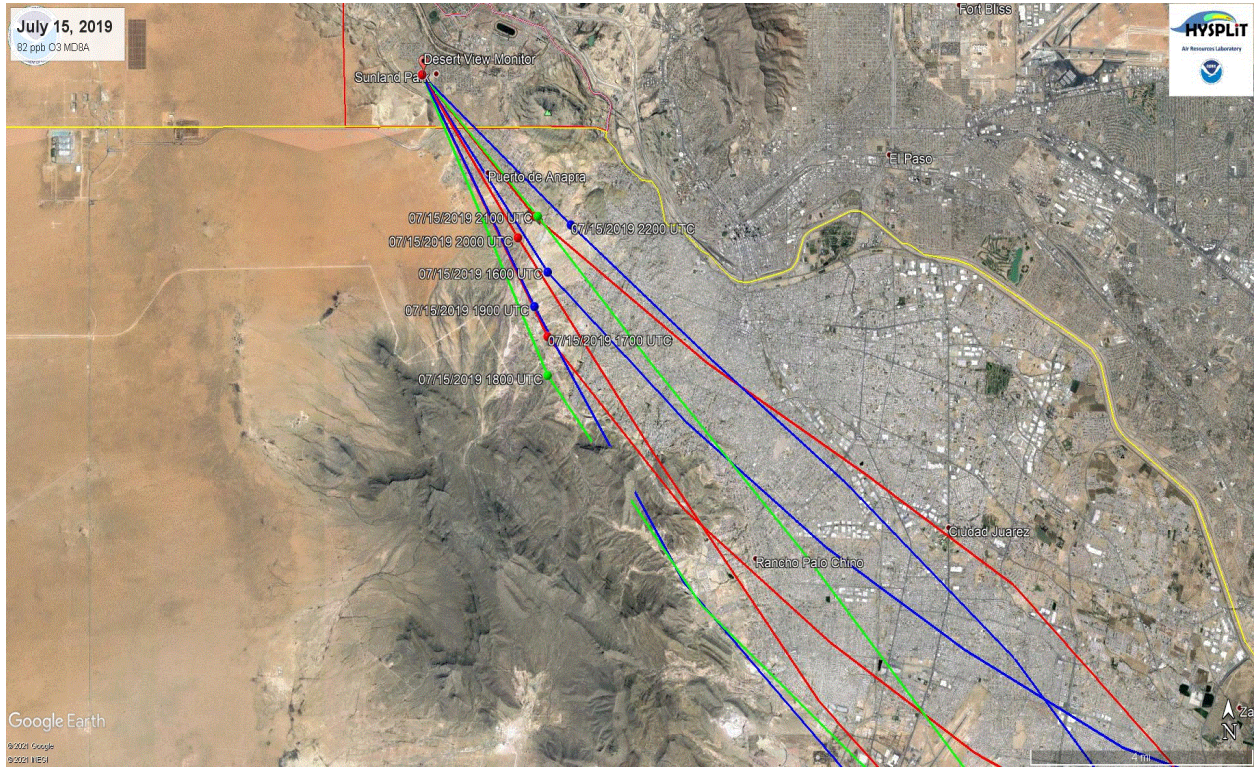 July 15, 2019
82 ppb O3 MD8A
Fort Bliss
HYSPLIT
Air Resources Laboratory
Desert View Monitor
Sunland Pa
El Paso
Puerto de Anapra
07/15/2019 2100 UTC
07/15/2019 2200 UTC
07/15/2019 2000 UTC
07/15/2019 1600 UTC
07/15/2019 1900 UTC
07/15/2019 1700 UTC
07/15/2019 1800 UTC
Ciudad Juarez
Rancho Palo Chino
Za
N
Google Earth
©2021 Google
©2021 INEGI
4 mi